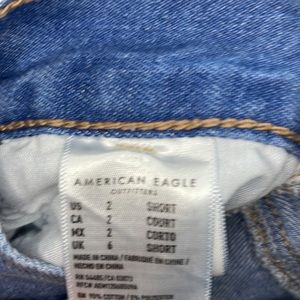 AMERICAN EAGLE
OUTFITTERS
US 2 SHORT
CA 2 COURT
MX 2 CORTO
UK 6 SHORT
MADE IN CHINA / FABRIQUE EN CHINE /
HECHO EN CHINA